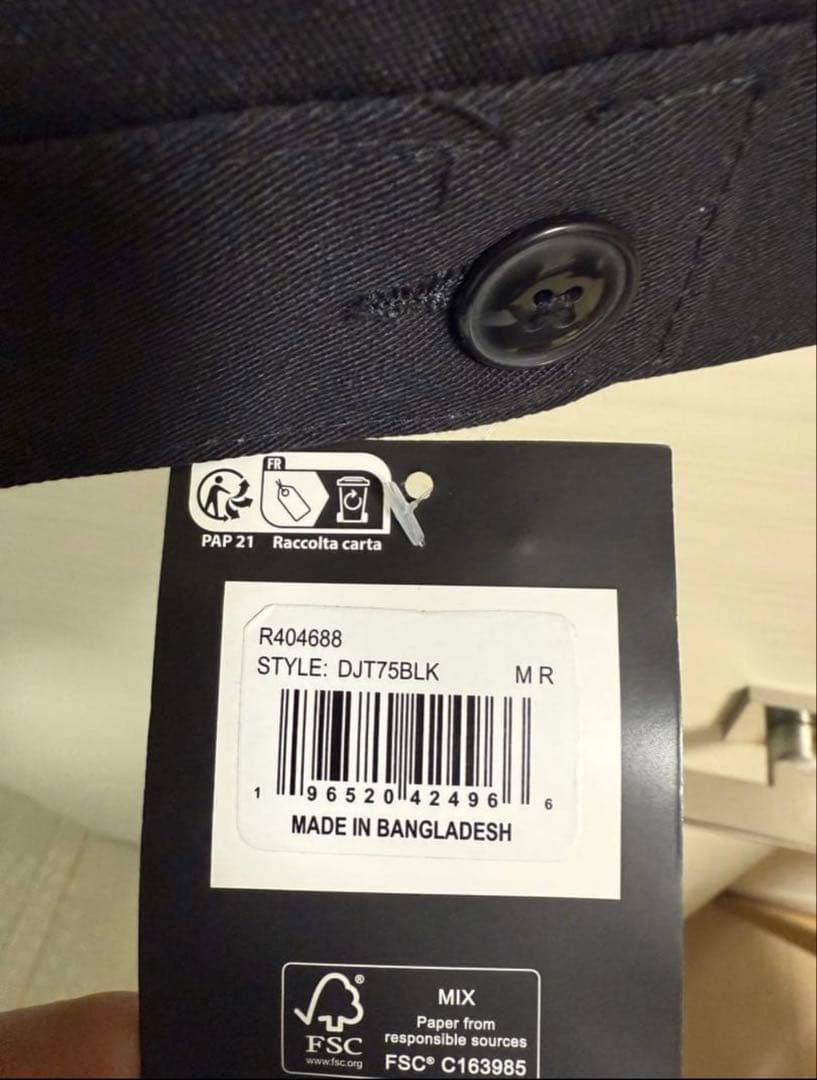 FR
PAP 21 Raccolta carta
R404688
STYLE: DJT75BLK M R
1 96520 42496 6
MADE IN BANGLADESH
FSC®
www.fsc.org
MIX
Paper from
responsible sources
FSC® C163985